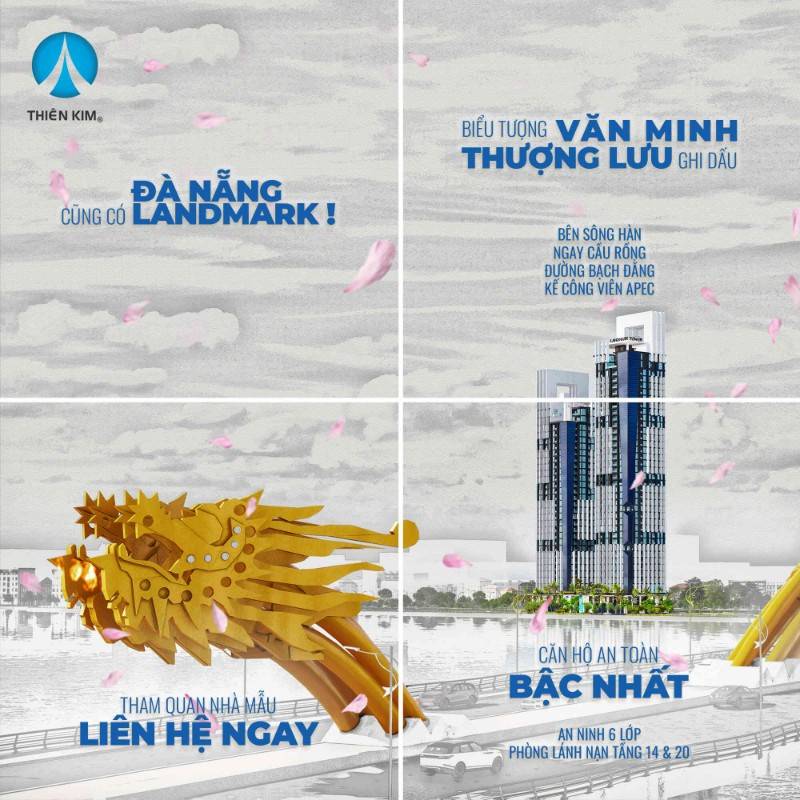 THIÊN KIM®
ĐÀ NẴNG
CŨNG CÓ LANDMARK !
BIỂU TƯỢNG VĂN MINH
THƯỢNG LƯU GHI DẤU
BÊN SÔNG HÀN
NGAY CẦU RỒNG
ĐƯỜNG BẠCH ĐẰNG
KẾ CÔNG VIÊN APEC
LANDMARK TOWER
THAM QUAN NHÀ MẪU
LIÊN HỆ NGAY
CĂN HỘ AN TOÀN
BẬC NHẤT
AN NINH 6 LỚP
PHÒNG LÁNH NẠN TẦNG 14 & 20